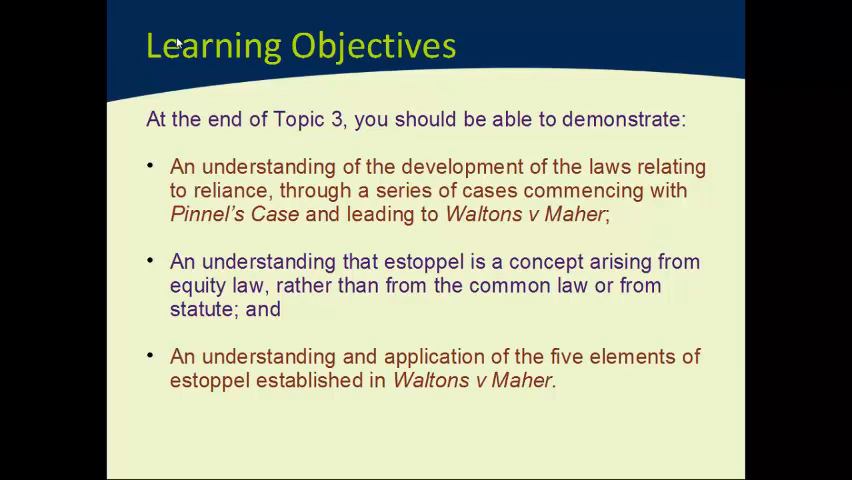 Learning Objectives
At the end of Topic 3, you should be able to demonstrate:
• An understanding of the development of the laws relating
to reliance, through a series of cases commencing with
Pinnel’s Case and leading to Waltons v Maher;
• An understanding that estoppel is a concept arising from
equity law, rather than from the common law or from
statute; and
• An understanding and application of the five elements of
estoppel established in Waltons v Maher.